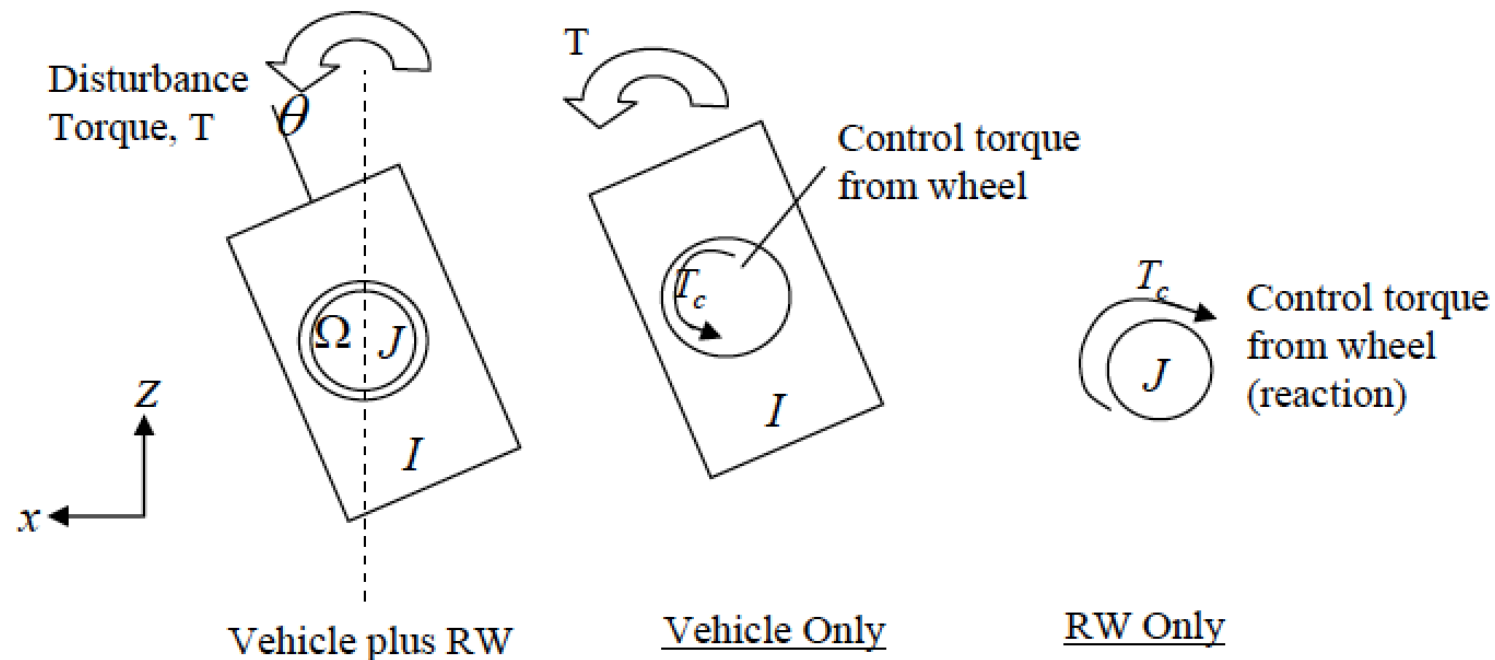 Disturbance
Torque, T
θ
Ω J
I
Z
x
Vehicle plus RW
T
Control torque
from wheel
T_c
I
Vehicle Only
T_c
J
Control torque
from wheel
(reaction)
RW Only